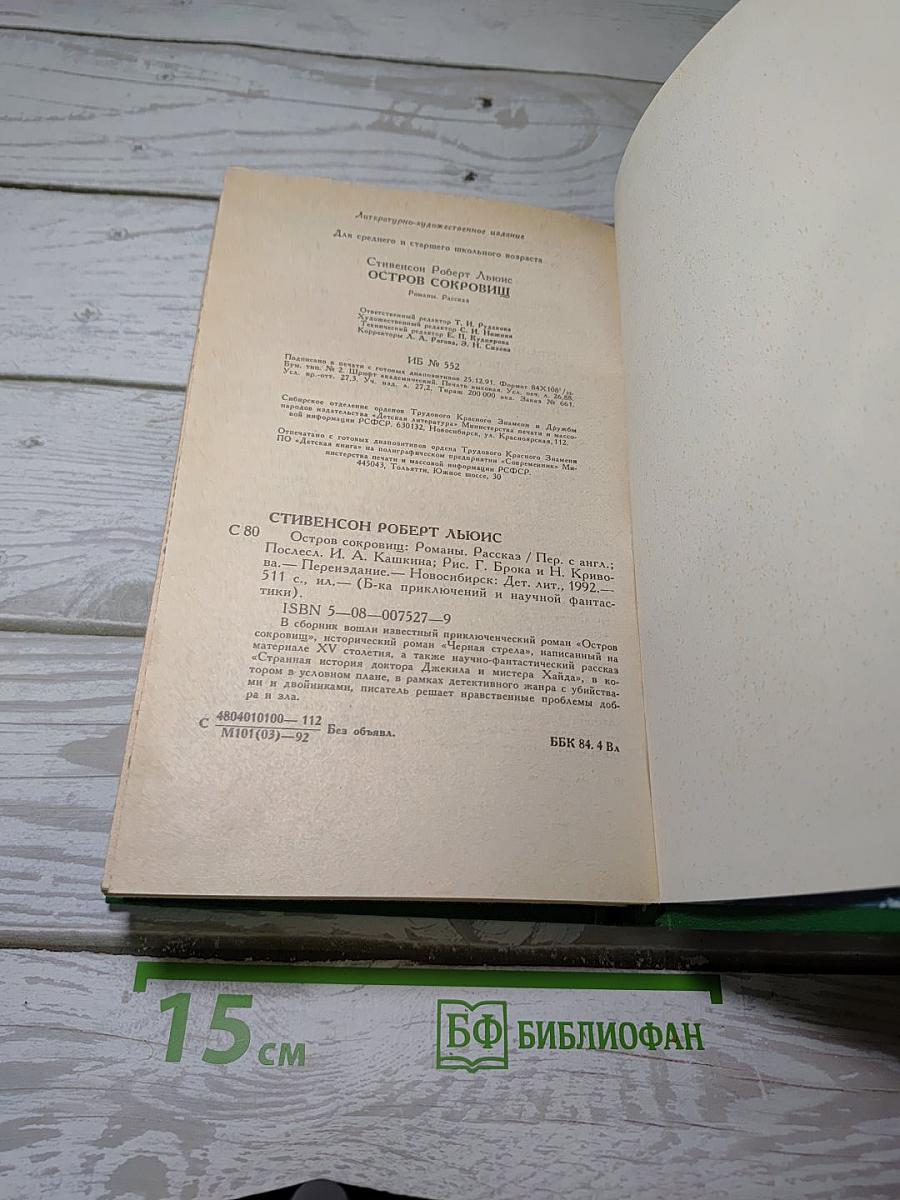 Литературно-художественное издание
Для среднего и старшего школьного возраста
Стивенсон Роберт Льюис
ОСТРОВ СОКРОВИЩ
Романы. Рассказ
Ответственный редактор Т. И. Рудакова
Художественный редактор С. И. Нижняя
Технический редактор Е. П. Кудиярова
Корректоры Л. А. Рогова, Э. Н. Сизова
ИБ № 552
Подписано в печати с готовых диапозитивов 25.12.91. Формат 84X108¹/₃₂.
Бум. тип. № 2. Шрифт академический. Печать высокая. Усл. печ. л. 26,88.
Усл. кр.-отт. 27,3. Уч. изд. л. 27,2. Тираж 200 000 экз. Заказ № 661.
Сибирское отделение орденов Трудового Красного Знамени и Дружбы
народов издательства «Детская литература» Министерства печати и массо-
вой информации РСФСР. 630132, Новосибирск, ул. Красноярская, 112.
Отпечатано с готовых диапозитивов ордена Трудового Красного Знамени
ПО «Детская книга» на полиграфическом предприятии «Современник» Ми-
нистерства печати и массовой информации РСФСР.
445043, Тольятти, Южное шоссе, 30
СТИВЕНСОН РОБЕРТ ЛЬЮИС
С 80 Остров сокровищ: Романы. Рассказ / Пер. с англ.;
Послесл. И. А. Кашкина; Рис. Г. Брока и Н. Криво-
ва.— Переиздание.— Новосибирск: Дет. лит., 1992.—
511 с., ил.— (Б-ка приключений и научной фантас-
тики).
ISBN 5—08—007527—9
В сборник вошли известный приключенческий роман «Остров
сокровищ», исторический роман «Черная стрела», написанный на
материале XV столетия, а также научно-фантастический рассказ
«Странная история доктора Джекила и мистера Хайда», в ко-
тором в условном плане, в рамках детективного жанра с убийства-
ми и двойниками, писатель решает нравственные проблемы доб-
ра и зла.
С 4804010100—112
М101(03)—92 Без объявл.
ББК 84.4 Вл
15 см
БФ БИБЛИОФАН